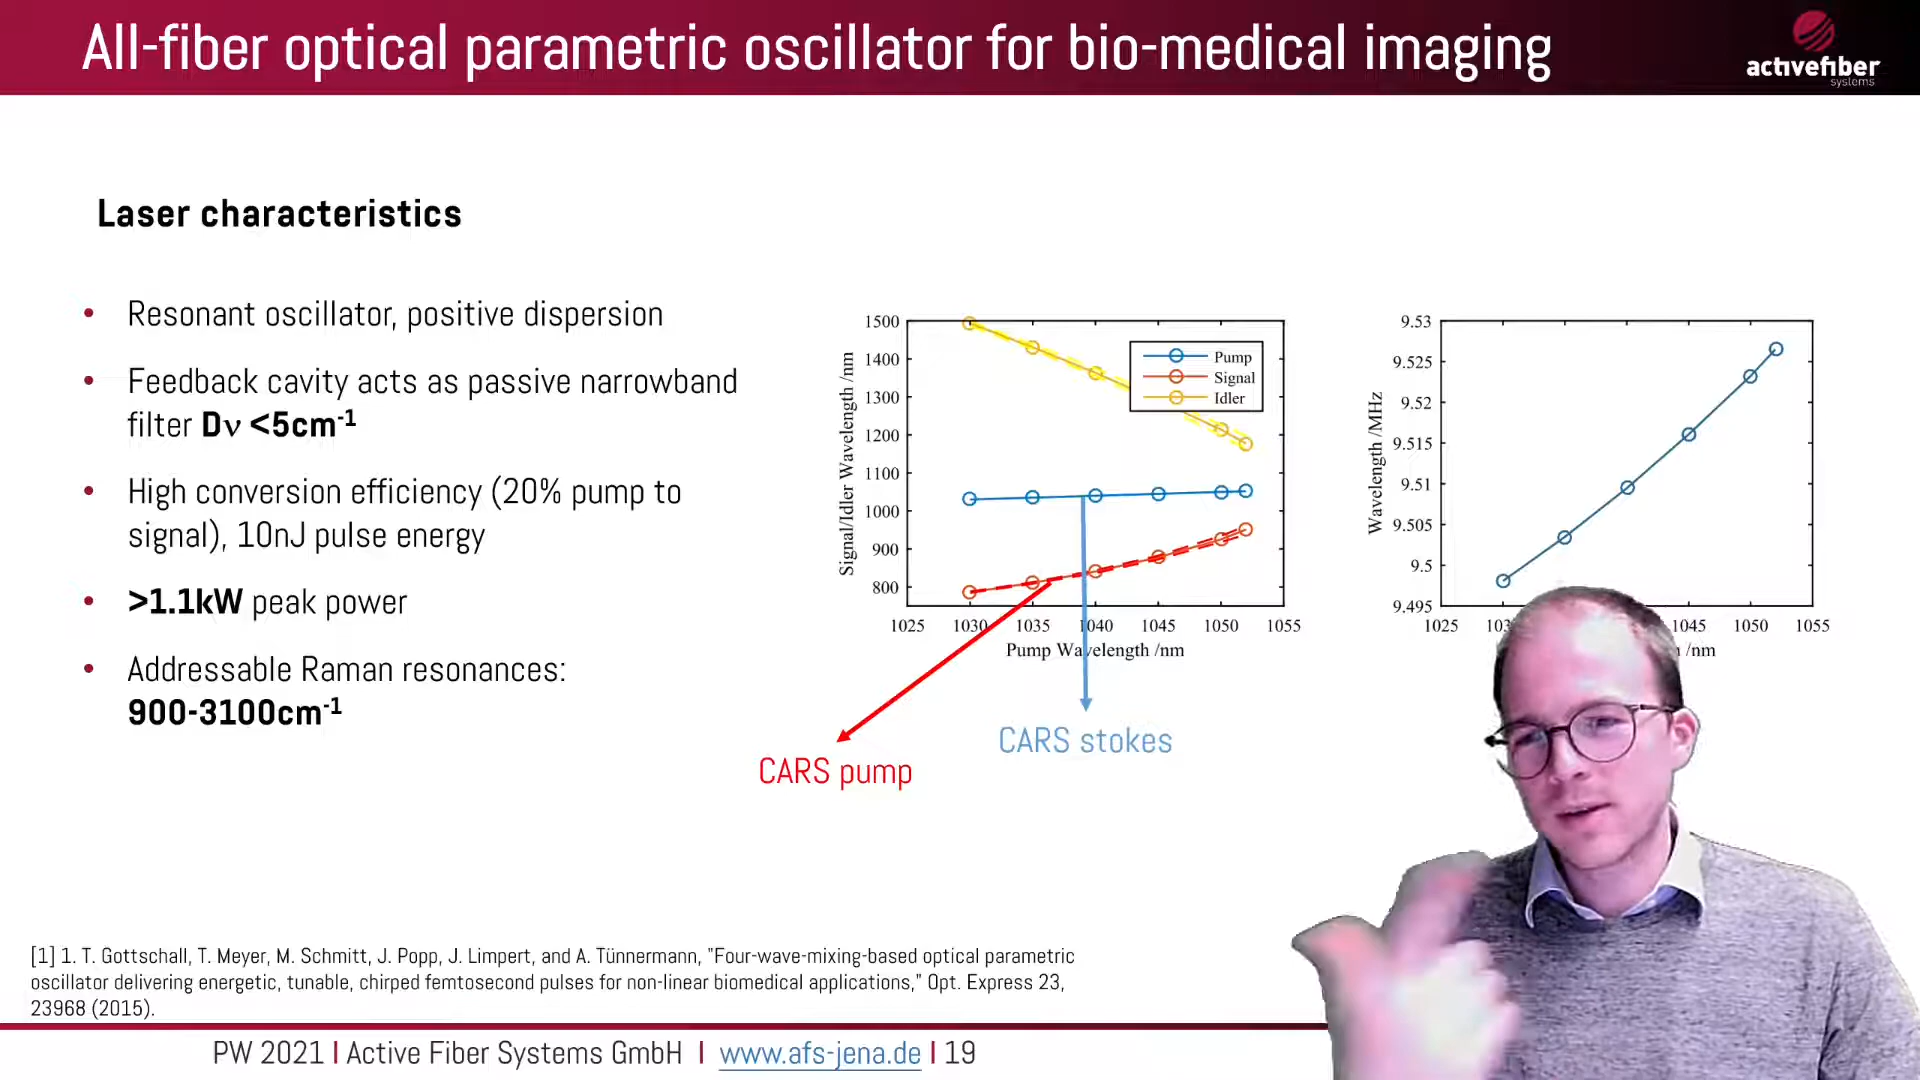 All-fiber optical parametric oscillator for bio-medical imaging
activefiber
systems
Laser characteristics
• Resonant oscillator, positive dispersion
• Feedback cavity acts as passive narrowband
filter Dν <5cm-1
• High conversion efficiency (20% pump to
signal), 10nJ pulse energy
• >1.1kW peak power
• Addressable Raman resonances:
900-3100cm-1
Signal/Idler Wavelength /nm
1500
1400
1300
1200
1100
1000
900
800
Pump
Signal
Idler
1025 1030 1035 1040 1045 1050 1055
Pump Wavelength /nm
CARS pump
CARS stokes
Wavelength /MHz
9.53
9.525
9.52
9.515
9.51
9.505
9.5
9.495
1025 1045 1050 1055
/nm
[1] 1. T. Gottschall, T. Meyer, M. Schmitt, J. Popp, J. Limpert, and A. Tünnermann, "Four-wave-mixing-based optical parametric
oscillator delivering energetic, tunable, chirped femtosecond pulses for non-linear biomedical applications," Opt. Express 23,
23968 (2015).
PW 2021 I Active Fiber Systems GmbH I www.afs-jena.de I 19